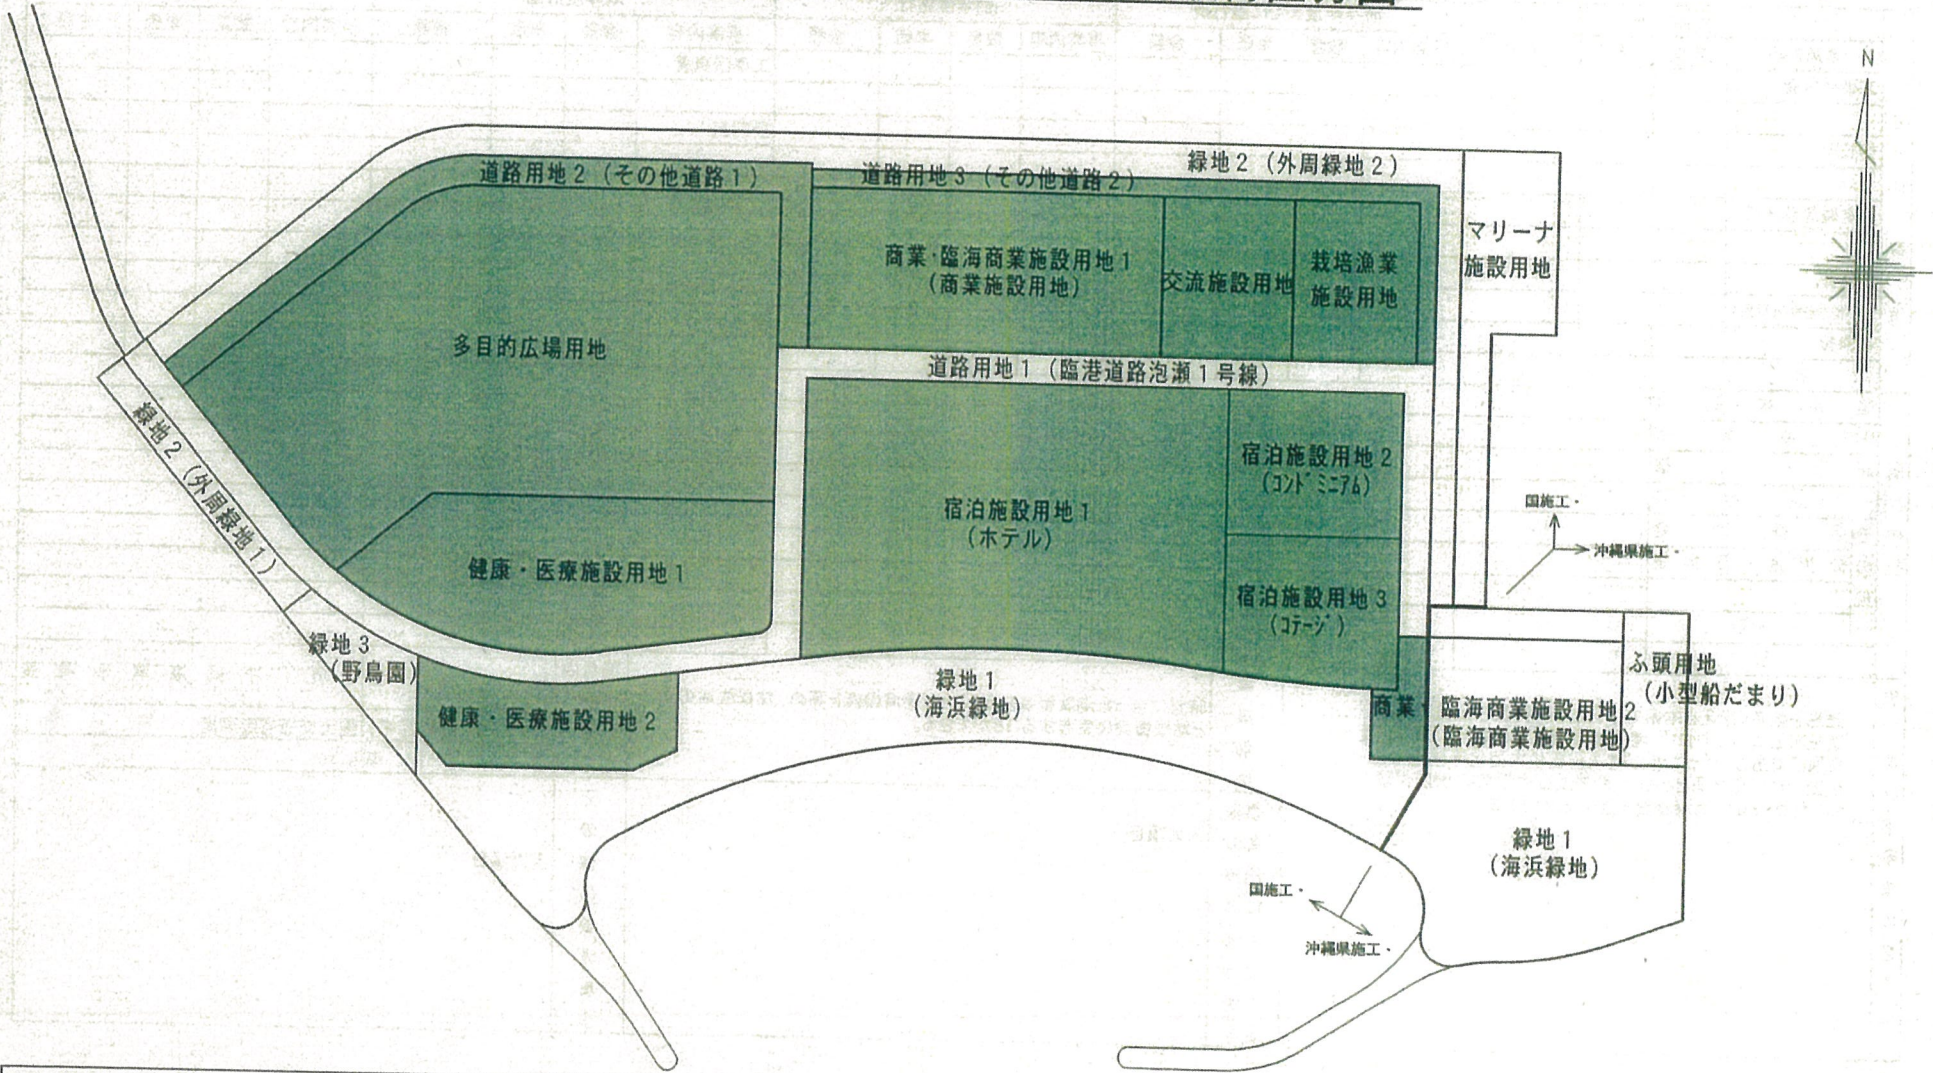 N
緑地2 (外周緑地2)
道路用地2 (その他道路1)
道路用地3 (その他道路2)
マリーナ
施設用地
商業・臨海商業施設用地1
(商業施設用地)
交流施設用地
栽培漁業
施設用地
多目的広場用地
道路用地1 (臨港道路泡瀬1号線)
緑地2 (外周緑地1)
宿泊施設用地2
(コンドミニアム)
宿泊施設用地1
(ホテル)
国施工・
沖縄県施工・
健康・医療施設用地1
宿泊施設用地3
(コテージ)
緑地3
(野鳥園)
緑地1
(海浜緑地)
ふ頭用地
(小型船だまり)
健康・医療施設用地2
商業・臨海商業施設用地2
(臨海商業施設用地)
緑地1
(海浜緑地)
国施工・
沖縄県施工・